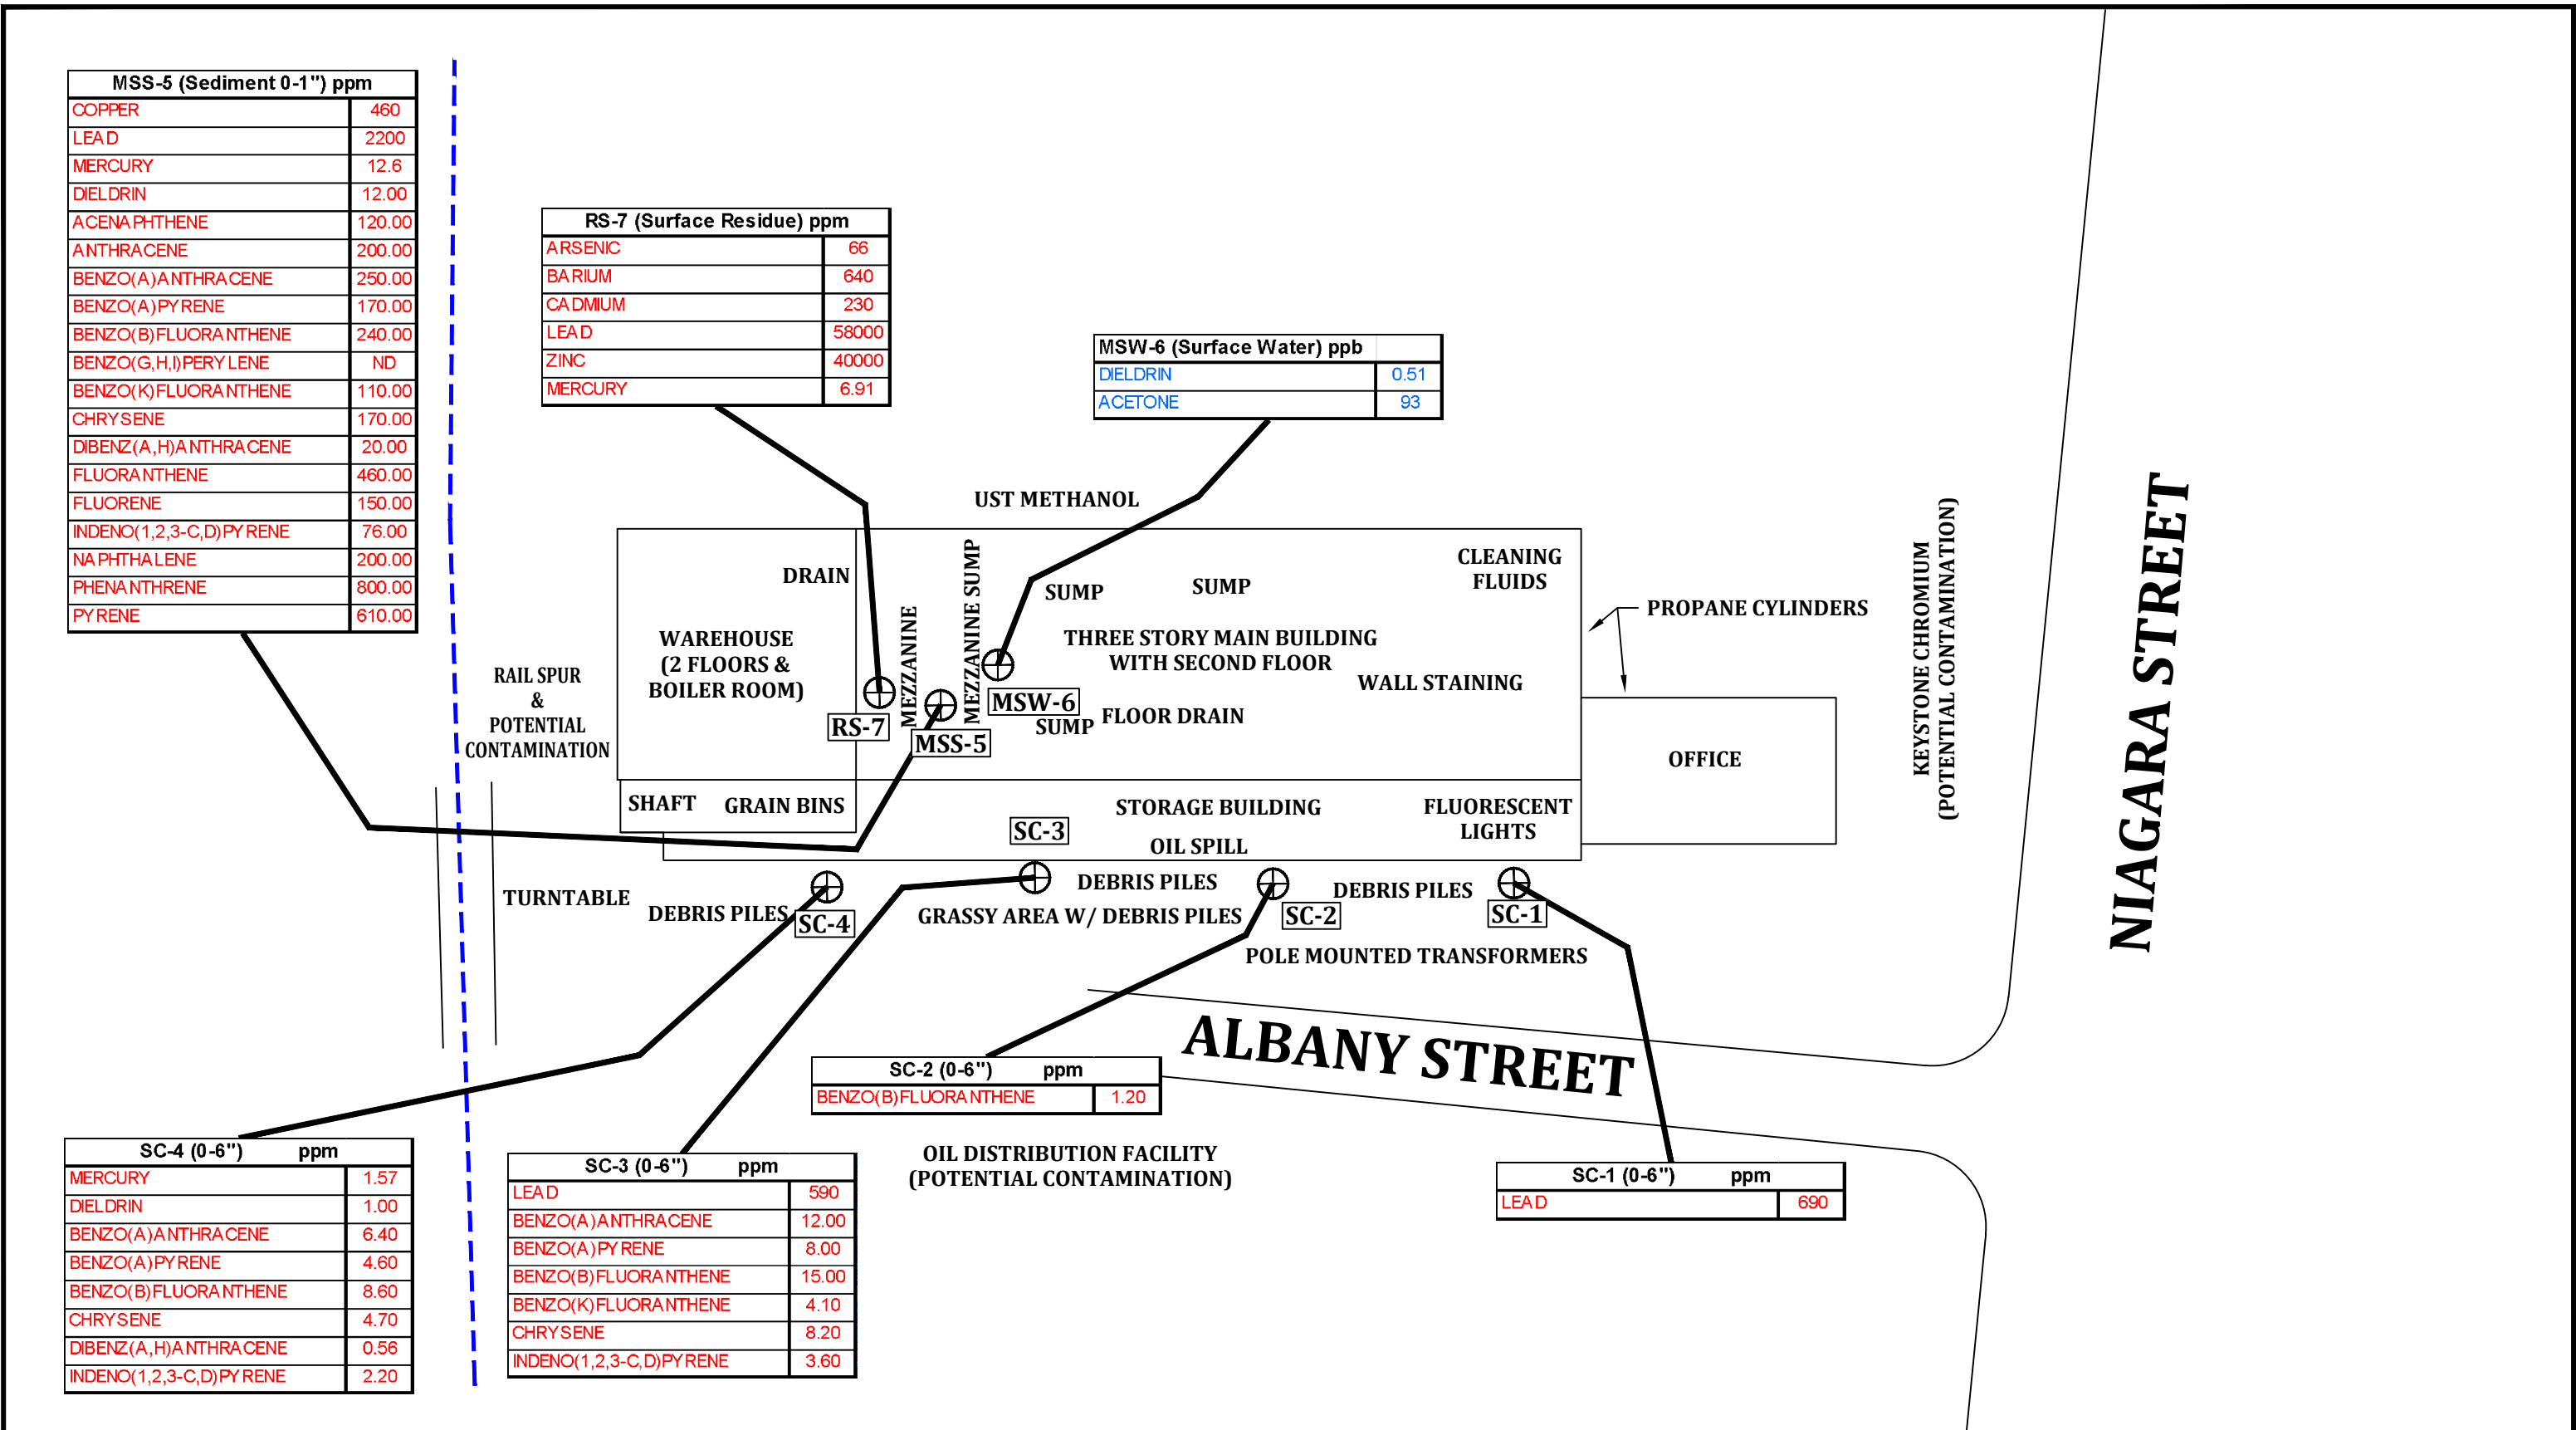 MSS-5 (Sediment 0-1") ppm
COPPER 460
LEAD 2200
MERCURY 12.6
DIELDRIN 12.00
ACENAPHTHENE 120.00
ANTHRACENE 200.00
BENZO(A)ANTHRACENE 250.00
BENZO(A)PYRENE 170.00
BENZO(B)FLUORANTHENE 240.00
BENZO(G,H,I)PERYLENE ND
BENZO(K)FLUORANTHENE 110.00
CHRYSENE 170.00
DIBENZ(A,H)ANTHRACENE 20.00
FLUORANTHENE 460.00
FLUORENE 150.00
INDENO(1,2,3-C,D)PYRENE 76.00
NAPHTHALENE 200.00
PHENANTHRENE 800.00
PYRENE 610.00
RS-7 (Surface Residue) ppm
ARSENIC 66
BARIUM 640
CADMIUM 230
LEAD 58000
ZINC 40000
MERCURY 6.91
MSW-6 (Surface Water) ppb
DIELDRIN 0.51
ACETONE 93
UST METHANOL
DRAIN
WAREHOUSE
(2 FLOORS &
BOILER ROOM)
MEZZANINE
MEZZANINE SUMP
SUMP
SUMP
CLEANING
FLUIDS
THREE STORY MAIN BUILDING
WITH SECOND FLOOR
WALL STAINING
PROPANE CYLINDERS
KEYSTONE CHROMIUM
(POTENTIAL CONTAMINATION)
NIAGARA STREET
RAIL SPUR
&
POTENTIAL
CONTAMINATION
RS-7
MSS-5
MSW-6
SUMP
FLOOR DRAIN
OFFICE
SHAFT
GRAIN BINS
STORAGE BUILDING
FLUORESCENT
LIGHTS
SC-3
OIL SPILL
TURNTABLE
DEBRIS PILES
SC-4
DEBRIS PILES
GRASSY AREA W/ DEBRIS PILES
SC-2
DEBRIS PILES
SC-1
POLE MOUNTED TRANSFORMERS
ALBANY STREET
SC-2 (0-6") ppm
BENZO(B)FLUORANTHENE 1.20
OIL DISTRIBUTION FACILITY
(POTENTIAL CONTAMINATION)
SC-4 (0-6") ppm
MERCURY 1.57
DIELDRIN 1.00
BENZO(A)ANTHRACENE 6.40
BENZO(A)PYRENE 4.60
BENZO(B)FLUORANTHENE 8.60
CHRYSENE 4.70
DIBENZ(A,H)ANTHRACENE 0.56
INDENO(1,2,3-C,D)PYRENE 2.20
SC-3 (0-6") ppm
LEAD 590
BENZO(A)ANTHRACENE 12.00
BENZO(A)PYRENE 8.00
BENZO(B)FLUORANTHENE 15.00
BENZO(K)FLUORANTHENE 4.10
CHRYSENE 8.20
INDENO(1,2,3-C,D)PYRENE 3.60
SC-1 (0-6") ppm
LEAD 690